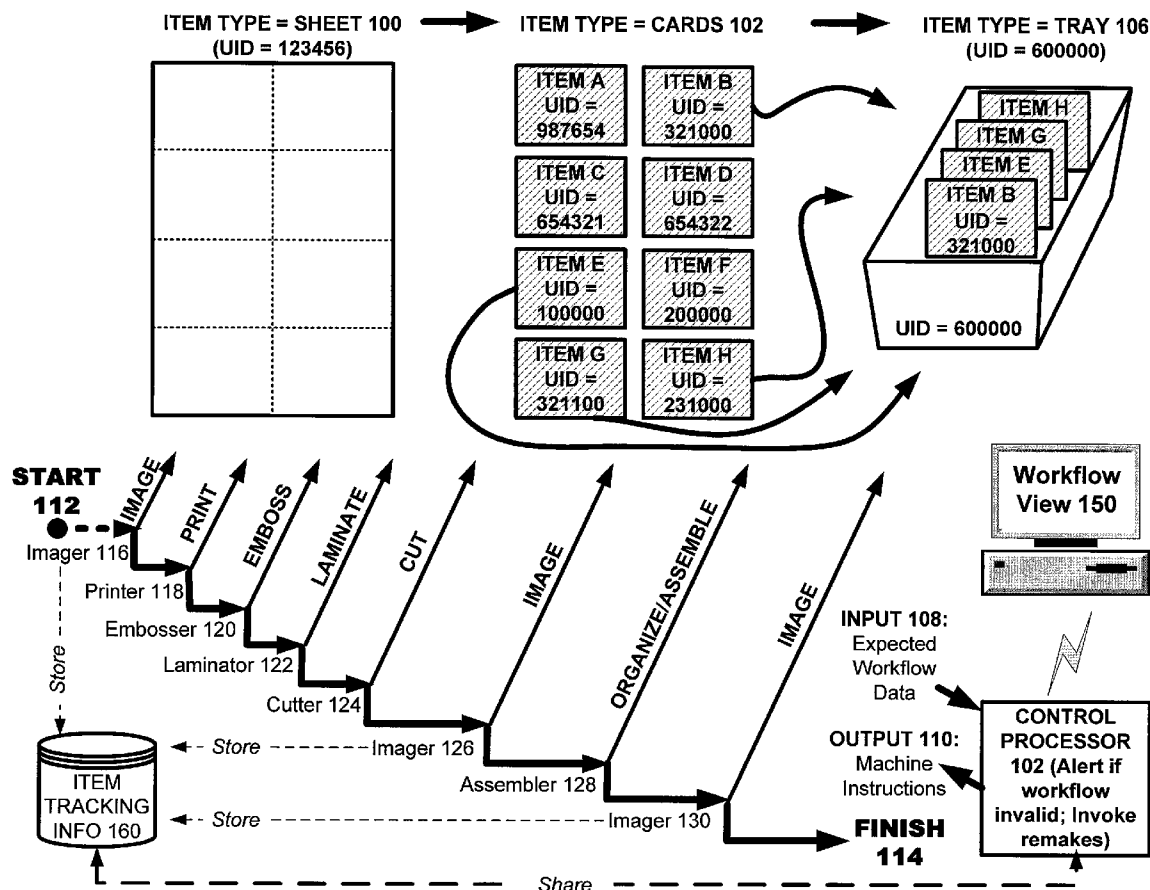 ITEM TYPE = SHEET 100
(UID = 123456)
ITEM TYPE = CARDS 102
ITEM TYPE = TRAY 106
(UID = 600000)
ITEM A
UID =
987654
ITEM B
UID =
321000
ITEM C
UID =
654321
ITEM D
UID =
654322
ITEM E
UID =
100000
ITEM F
UID =
200000
ITEM G
UID =
321100
ITEM H
UID =
231000
ITEM H
ITEM G
ITEM E
ITEM B
UID =
321000
UID = 600000
START
112
IMAGE
PRINT
EMBOSS
LAMINATE
CUT
IMAGE
ORGANIZE/ASSEMBLE
IMAGE
Imager 116
Printer 118
Embosser 120
Laminator 122
Cutter 124
Imager 126
Assembler 128
Imager 130
FINISH
114
Store
Store
Store
ITEM
TRACKING
INFO 160
Workflow
View 150
INPUT 108:
Expected
Workflow
Data
OUTPUT 110:
Machine
Instructions
CONTROL
PROCESSOR
102 (Alert if
workflow
invalid; Invoke
remakes)
Share